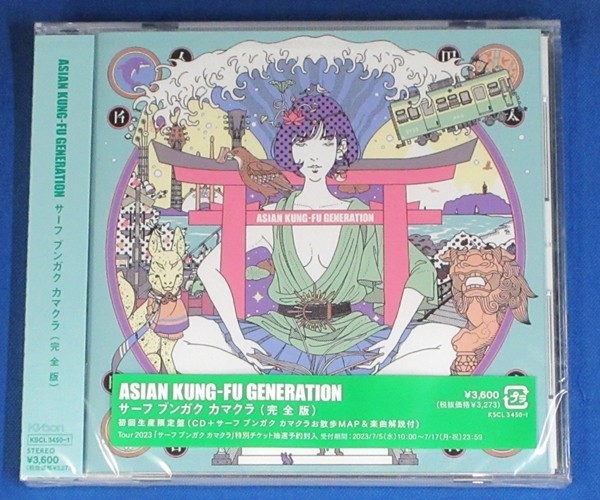 ASIAN KUNG-FU GENERATION サーフ ブンガク カマクラ (完全版)
Ki/oon
KSCL 3450-1
STEREO
¥3,600
ASIAN KUNG-FU GENERATION
ASIAN KUNG-FU GENERATION
サーフ ブンガク カマクラ (完全版)
初回生産限定盤 (CD+サーフ ブンガク カマクラお散歩MAP&楽曲解説付)
Tour 2023「サーフ ブンガク カマクラ」特別チケット抽選予約封入 受付期間:2023/7/5(水)10:00〜7/17(月・祝)23:59
¥3,600
(税抜価格¥3,273)
KSCL 3450-1
プラ